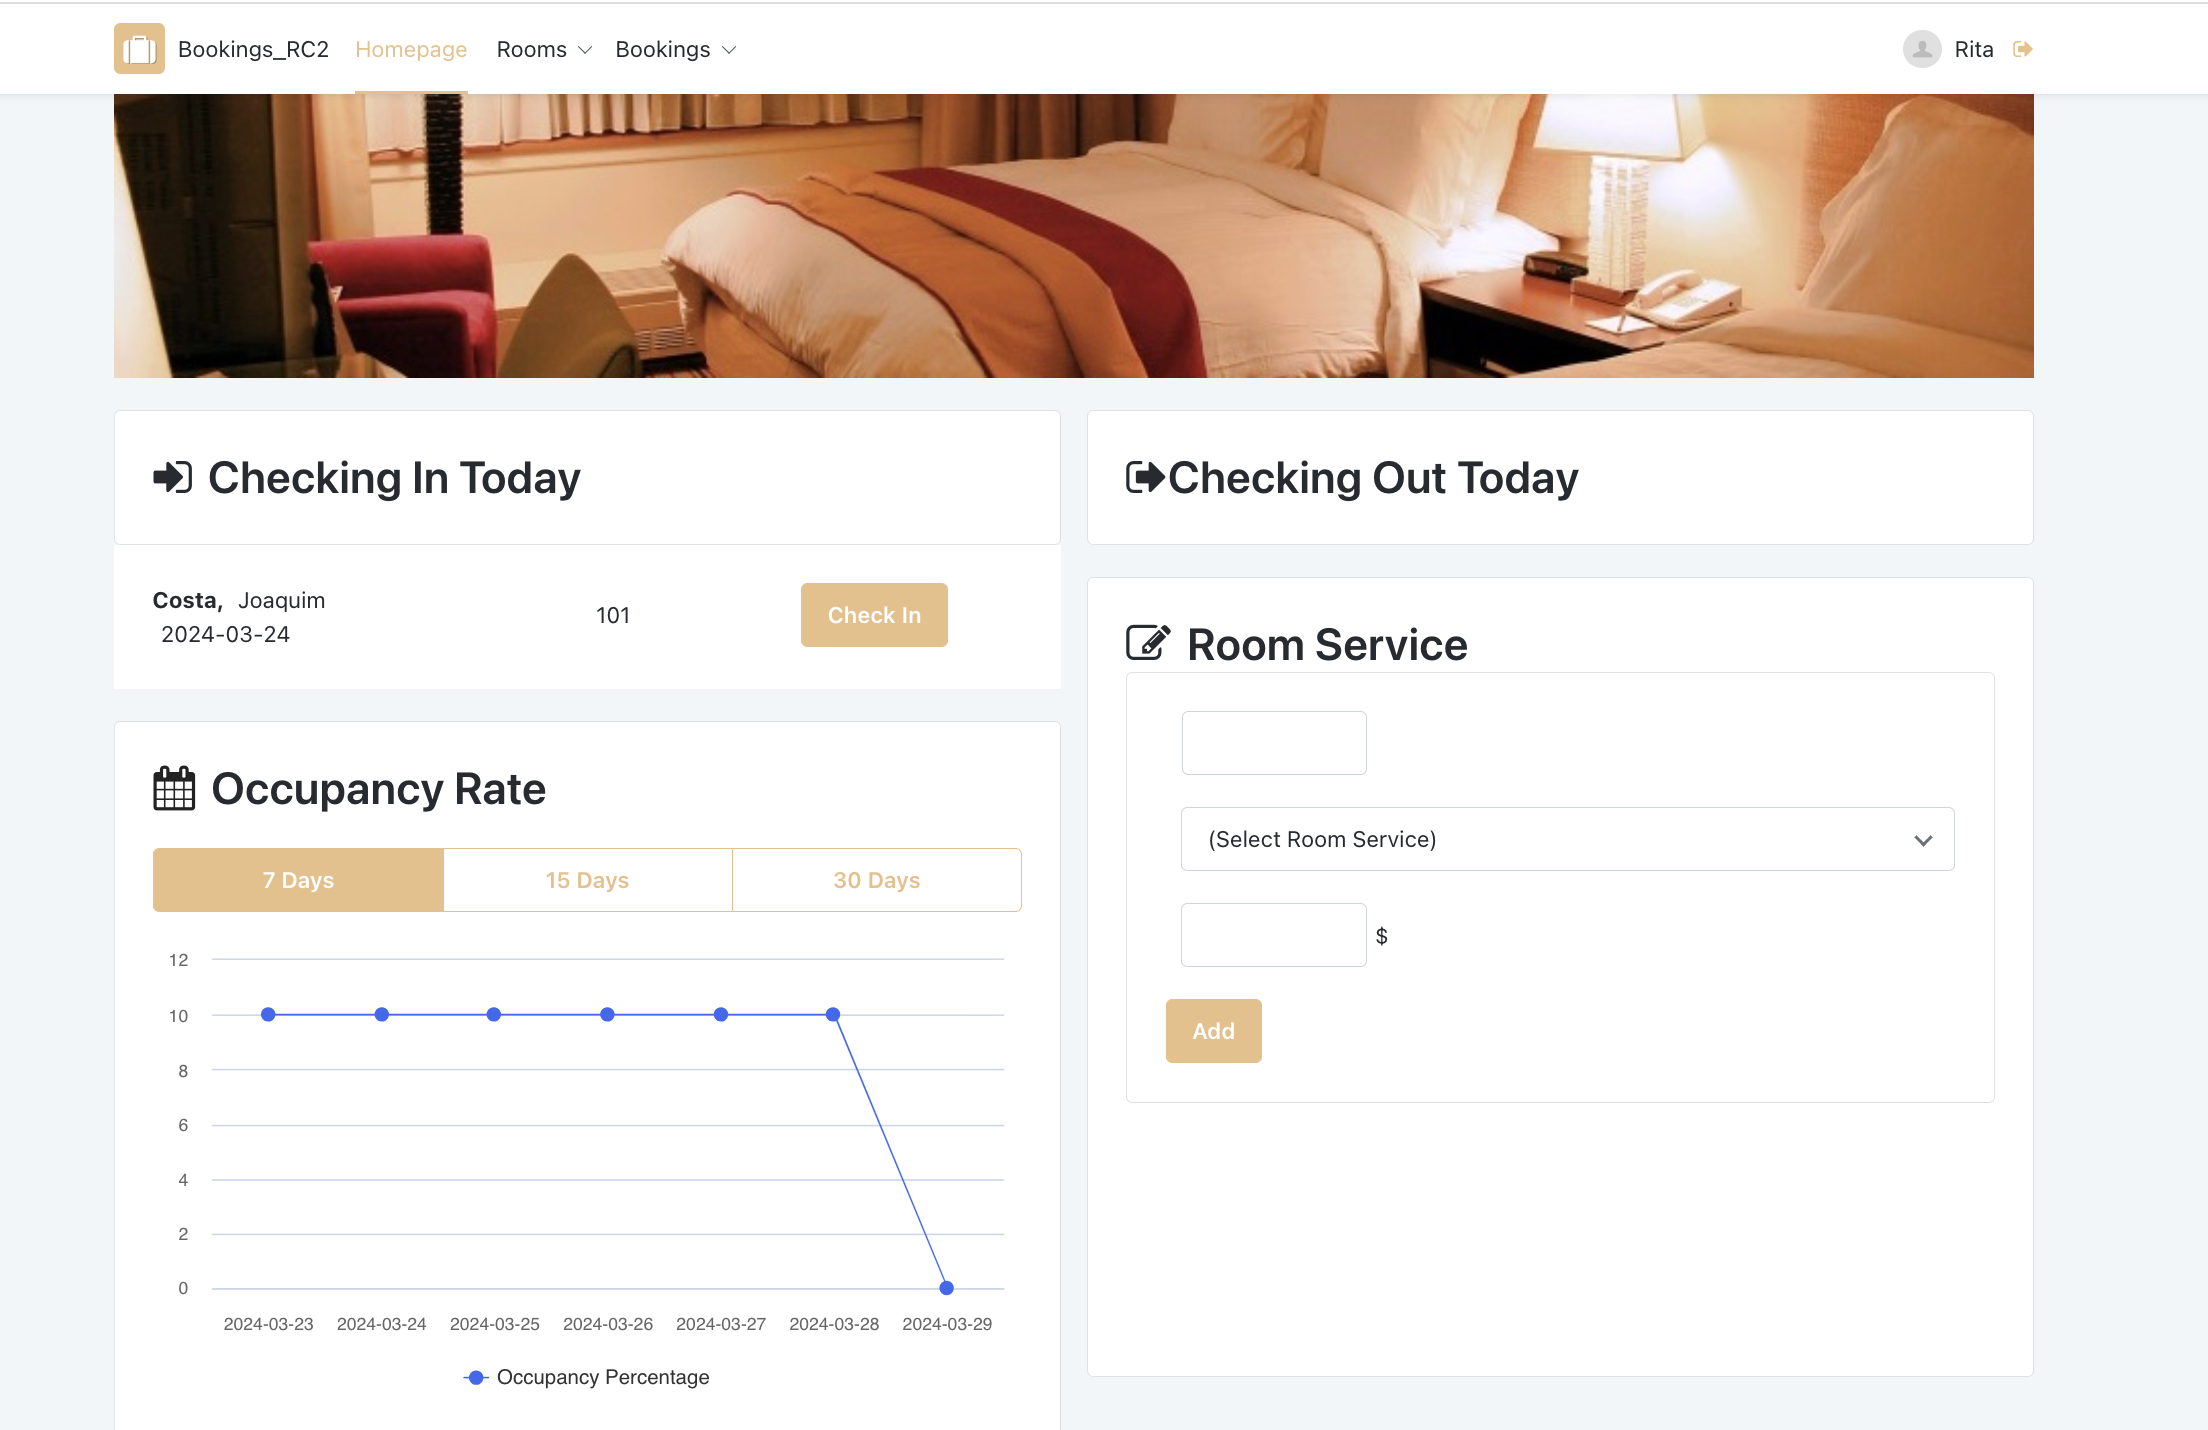 Bookings_RC2 Homepage Rooms Bookings Rita
Checking In Today
Costa, Joaquim
2024-03-24
101
Check In
Occupancy Rate
7 Days 15 Days 30 Days
12
10
8
6
4
2
0
2024-03-23 2024-03-24 2024-03-25 2024-03-26 2024-03-27 2024-03-28 2024-03-29
Occupancy Percentage
Checking Out Today
Room Service
(Select Room Service)
$
Add